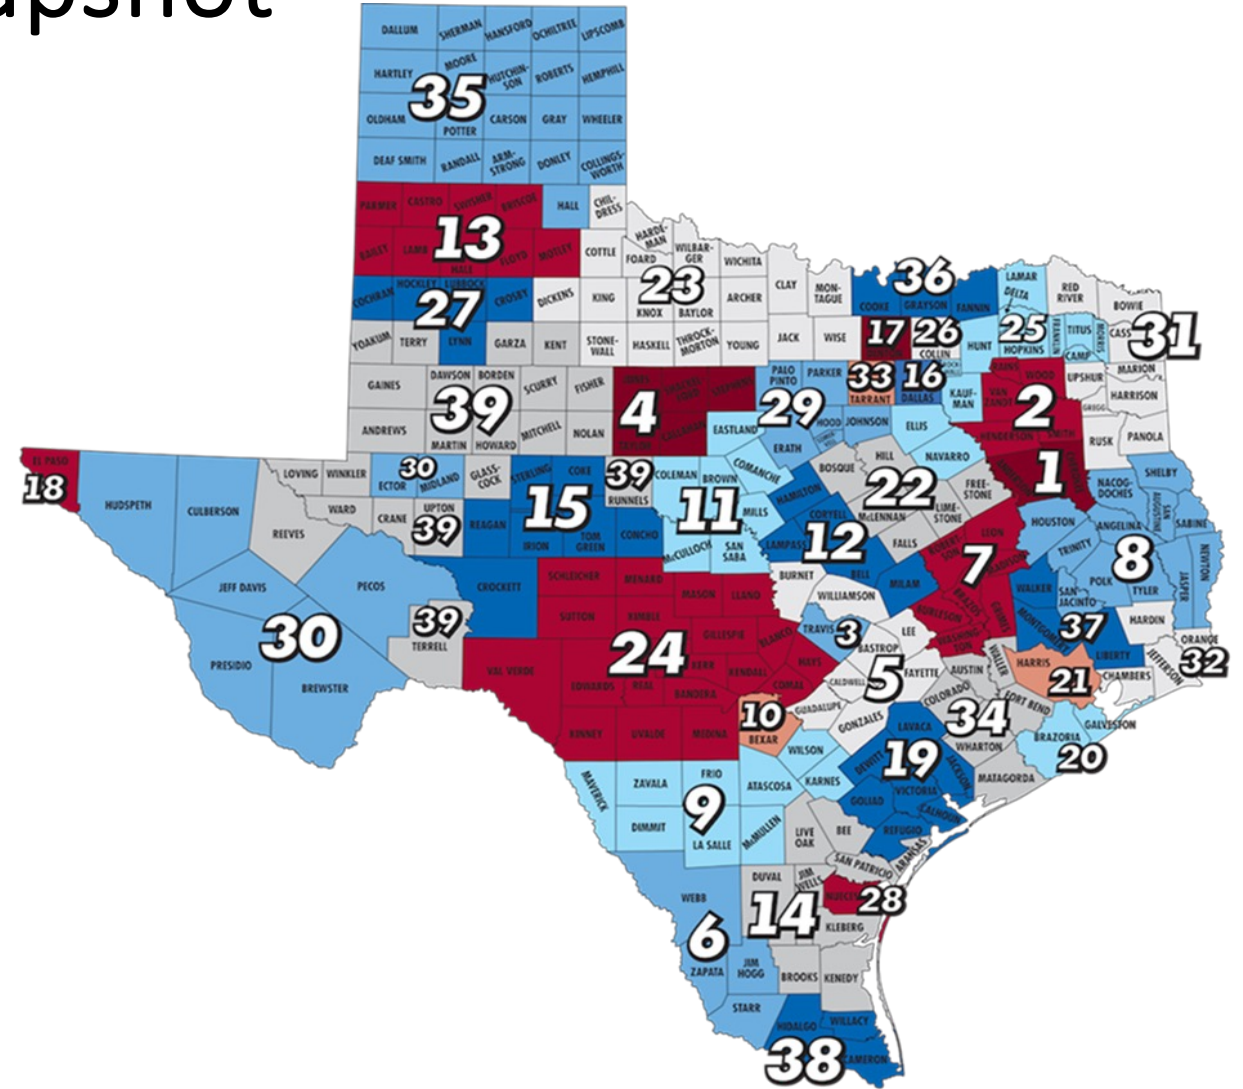 apshot
DALLUM SHERMAN HANSFORD OCHILTREE LIPSCOMB
HARTLEY MOORE HUTCHIN-SON ROBERTS HEMPHILL
35
OLDHAM POTTER CARSON GRAY WHEELER
DEAF SMITH RANDALL ARM-STRONG DONLEY COLLINGS-WORTH
PARMER CASTRO SWISHER BRISCOE HALL CHIL-DRESS
13
BAILEY LAMB HALE FLOYD MOTLEY COTTLE FOARD HARDE-MAN WILBAR-GER WICHITA
23
COCHRAN HOCKLEY LUBBOCK CROSBY DICKENS KING KNOX BAYLOR ARCHER CLAY MON-TAGUE COOKE GRAYSON FANNIN LAMAR DELTA RED RIVER BOWIE
27 36
YOAKUM TERRY LYNN GARZA KENT STONE-WALL HASKELL THROCK-MORTON YOUNG JACK WISE COLLIN HUNT HOPKINS FRANKLIN TITUS CAMP MORRIS CASS MARION
17 26 25 31
GAINES DAWSON BORDEN SCURRY FISHER JONES SHACKEL-FORD STEPHENS PALO PINTO PARKER TARRANT DALLAS KAUF-MAN RAINS WOOD UPSHUR HARRISON
39 4 29 33 16 2
ANDREWS MARTIN HOWARD MITCHELL NOLAN TAYLOR CALLAHAN EASTLAND ERATH HOOD JOHNSON ELLIS VAN ZANDT HENDERSON SMITH GREGG RUSK PANOLA
EL PASO HUDSPETH CULBERSON LOVING WINKLER ECTOR MIDLAND GLASS-COCK STERLING COKE RUNNELS COLEMAN BROWN COMANCHE BOSQUE HILL NAVARRO ANDERSON CHEROKEE SHELBY
18 30 39 1
REEVES WARD CRANE UPTON REAGAN IRION TOM GREEN CONCHO McCULLOCH SAN SABA MILLS HAMILTON CORYELL LAMPASAS McLENNAN LIME-STONE FREE-STONE NACOG-DOCHES SAN AUGUSTINE SABINE
39 15 11 12 22
JEFF DAVIS PECOS CROCKETT SCHLEICHER MENARD MASON LLANO BURNET BELL FALLS MILAM ROBERT-SON LEON MADISON HOUSTON TRINITY ANGELINA POLK TYLER JASPER NEWTON
7 8
PRESIDIO BREWSTER TERRELL VAL VERDE SUTTON KIMBLE GILLESPIE BLANCO TRAVIS WILLIAMSON BURLESON BRAZOS GRIMES WALKER SAN JACINTO HARDIN
30 39 24 3 37
EDWARDS REAL KERR KENDALL BANDERA COMAL HAYS BASTROP LEE WASHING-TON MONTGOMERY LIBERTY ORANGE
KINNEY UVALDE MEDINA BEXAR CALDWELL GUADALUPE FAYETTE AUSTIN WALLER HARRIS CHAMBERS JEFFERSON
10 5 21 32
GONZALES COLORADO FORT BEND GALVESTON
34
WILSON LAVACA WHARTON BRAZORIA
20
MAVERICK ZAVALA FRIO ATASCOSA KARNES DEWITT JACKSON MATAGORDA
9 19
DIMMIT LA SALLE McMULLEN LIVE OAK BEE GOLIAD VICTORIA CALHOUN REFUGIO
WEBB DUVAL JIM WELLS SAN PATRICIO ARANSAS NUECES
6 14 28
KLEBERG
ZAPATA JIM HOGG BROOKS KENEDY
STARR HIDALGO WILLACY
38
CAMERON